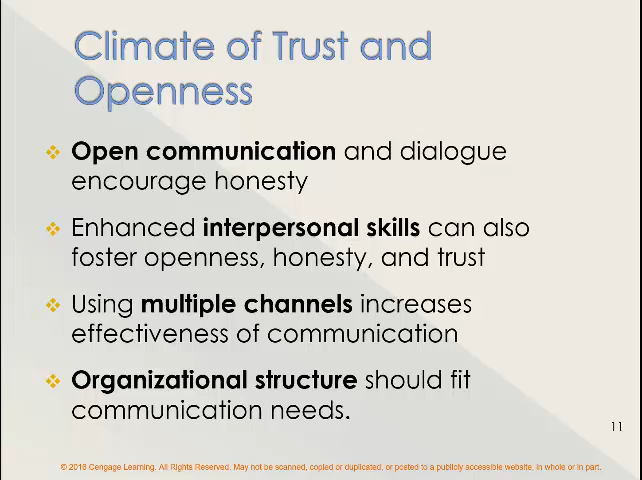 Climate of Trust and
Openness
❖ Open communication and dialogue
encourage honesty
❖ Enhanced interpersonal skills can also
foster openness, honesty, and trust
❖ Using multiple channels increases
effectiveness of communication
❖ Organizational structure should fit
communication needs.
11
© 2016 Cengage Learning. All Rights Reserved. May not be scanned, copied or duplicated, or posted to a publicly accessible website, in whole or in part.